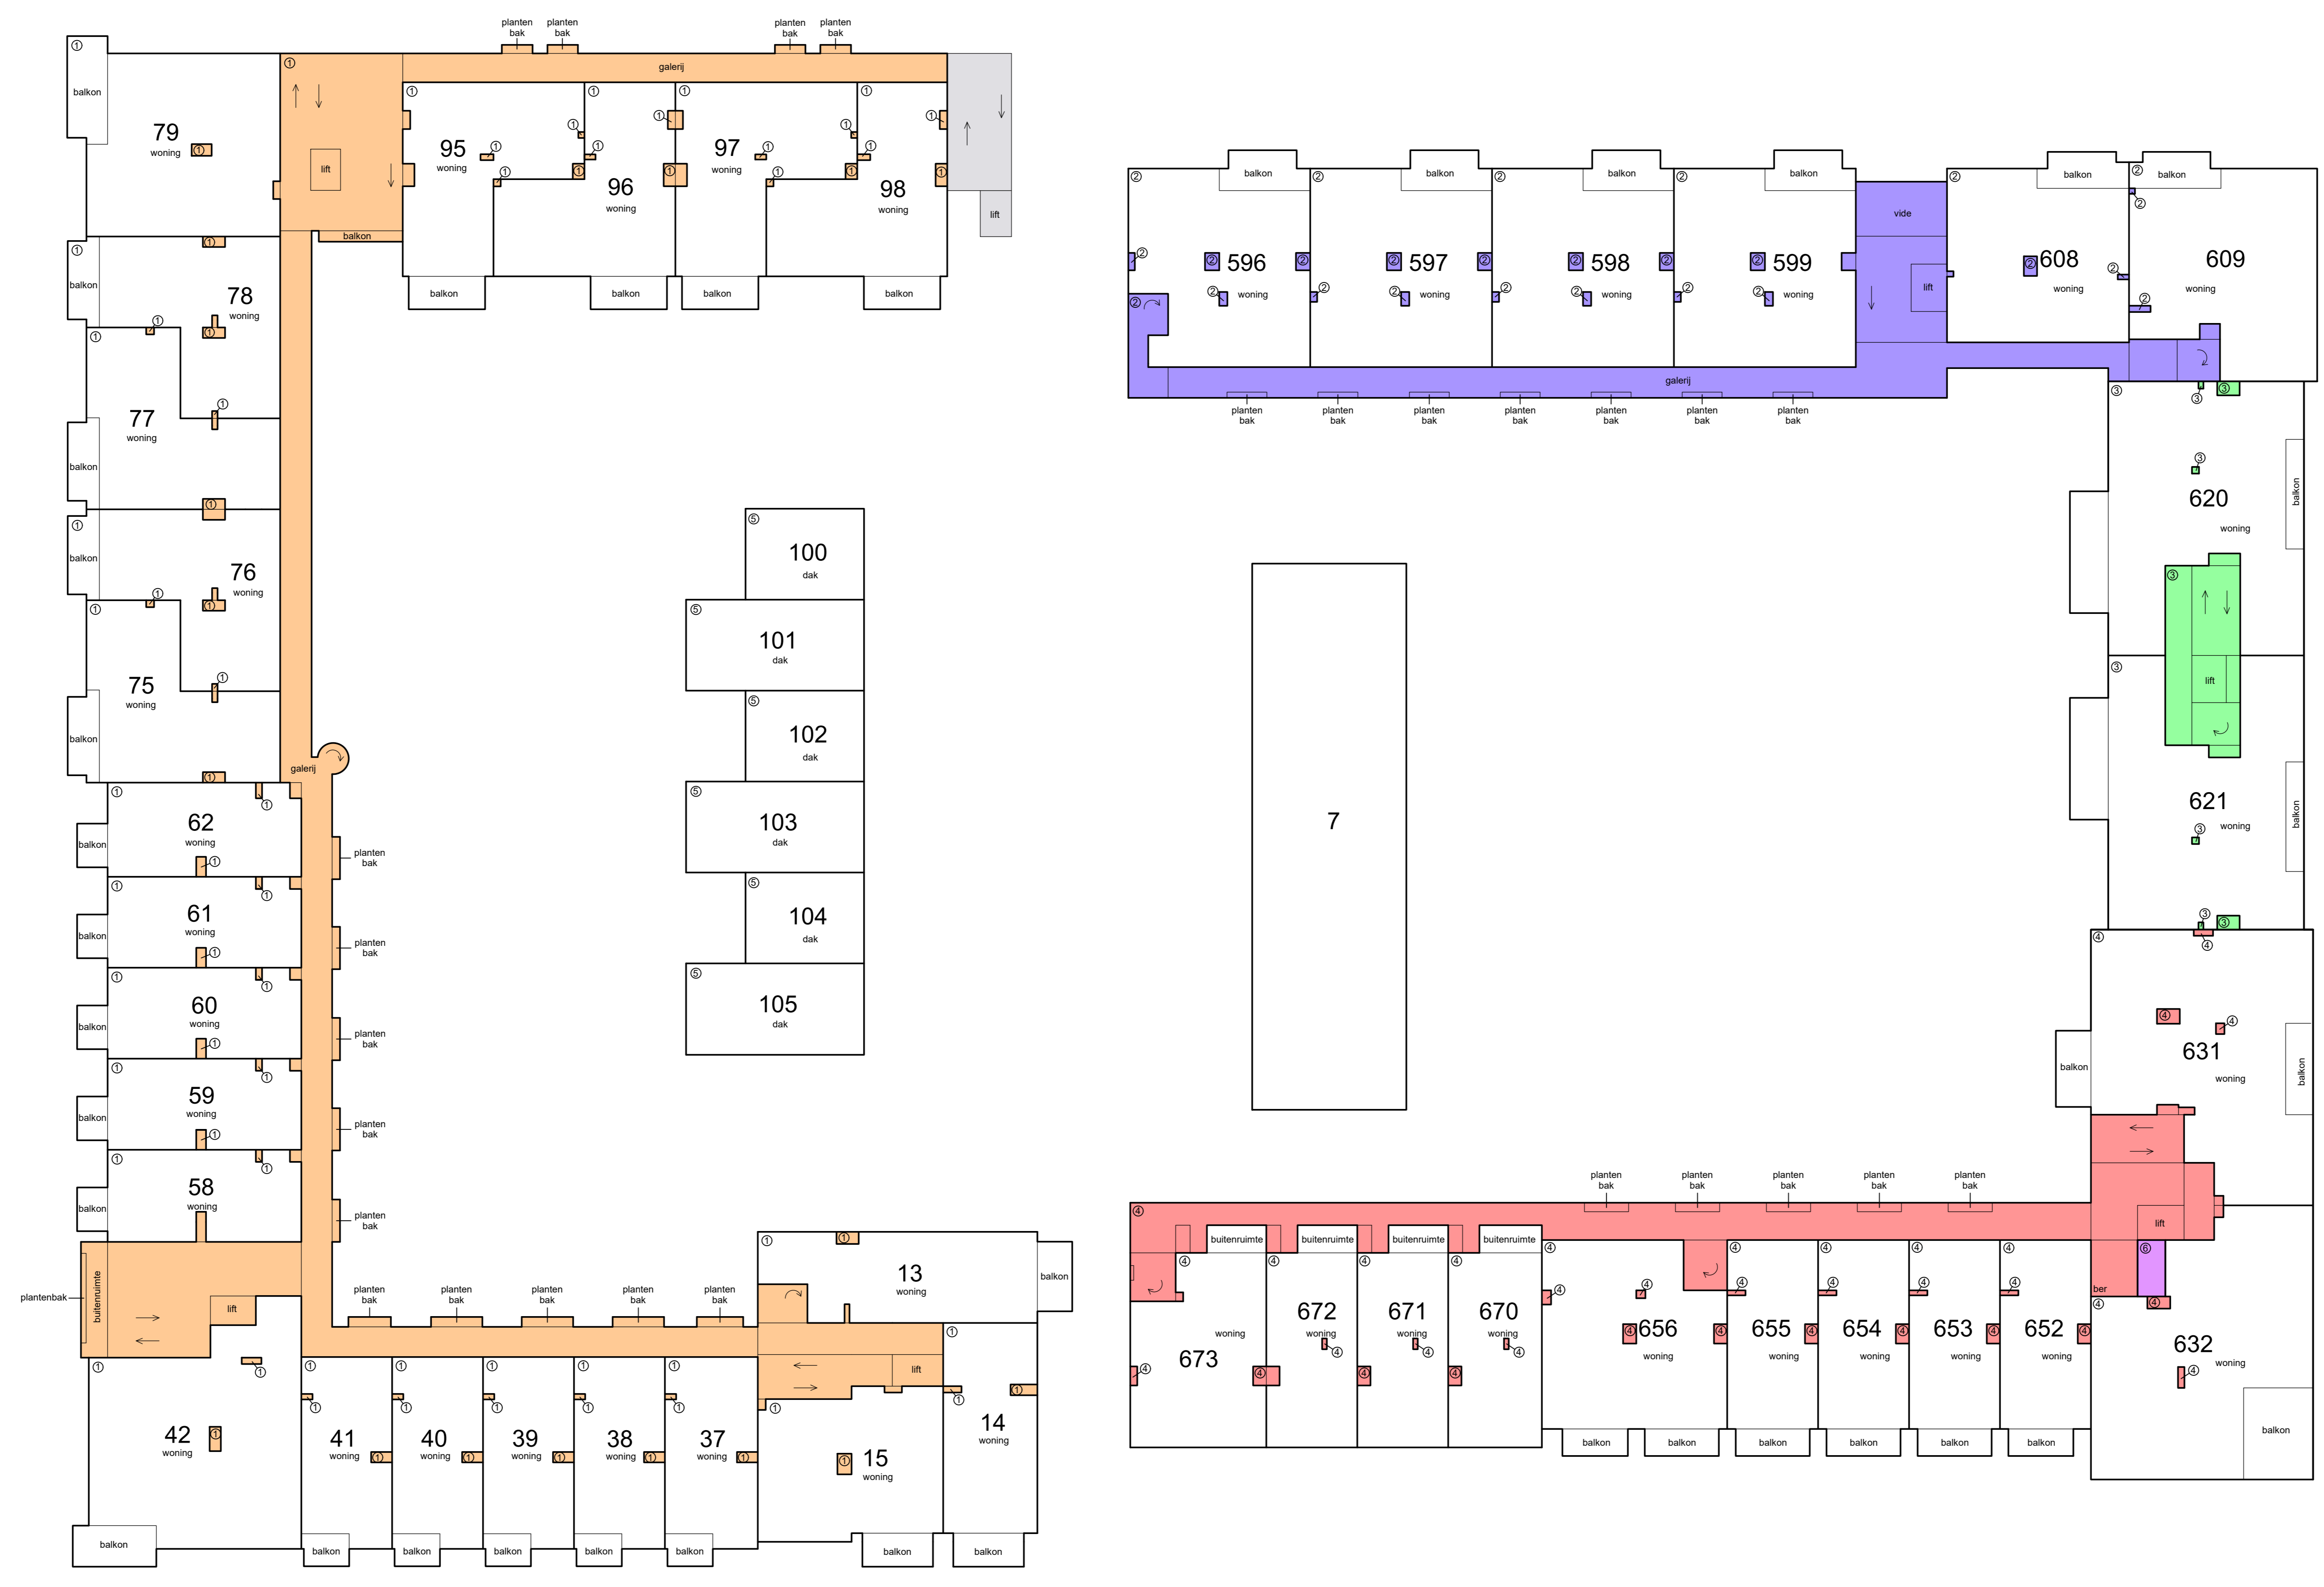 planten bak
planten bak
planten bak
planten bak
galerij
balkon
79
woning
lift
balkon
95
woning
96
woning
97
woning
98
woning
lift
balkon
balkon
balkon
balkon
balkon
78
woning
77
woning
balkon
balkon
76
woning
75
woning
balkon
galerij
62
woning
balkon
planten bak
61
woning
balkon
planten bak
60
woning
balkon
planten bak
59
woning
balkon
planten bak
58
woning
balkon
planten bak
plantenbak
buitenruimte
lift
planten bak
planten bak
planten bak
planten bak
planten bak
13
woning
balkon
lift
42
woning
balkon
41
woning
40
woning
39
woning
38
woning
37
woning
15
woning
14
woning
balkon
balkon
balkon
balkon
balkon
balkon
balkon
100
dak
101
dak
102
dak
103
dak
104
dak
105
dak
7
balkon
balkon
balkon
balkon
vide
balkon
balkon
596
woning
597
woning
598
woning
599
woning
lift
608
woning
609
woning
galerij
planten bak
planten bak
planten bak
planten bak
planten bak
planten bak
planten bak
620
woning
balkon
lift
621
woning
balkon
631
woning
balkon
balkon
planten bak
planten bak
planten bak
planten bak
planten bak
lift
buitenruimte
buitenruimte
buitenruimte
buitenruimte
ber
673
woning
672
woning
671
woning
670
woning
656
woning
655
woning
654
woning
653
woning
652
woning
632
woning
balkon
balkon
balkon
balkon
balkon
balkon
balkon